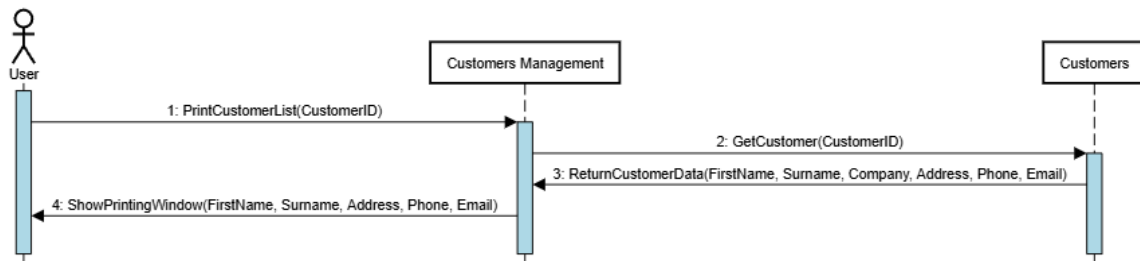 User
Customers Management
Customers
1: PrintCustomerList(CustomerID)
2: GetCustomer(CustomerID)
3: ReturnCustomerData(FirstName, Surname, Company, Address, Phone, Email)
4: ShowPrintingWindow(FirstName, Surname, Address, Phone, Email)